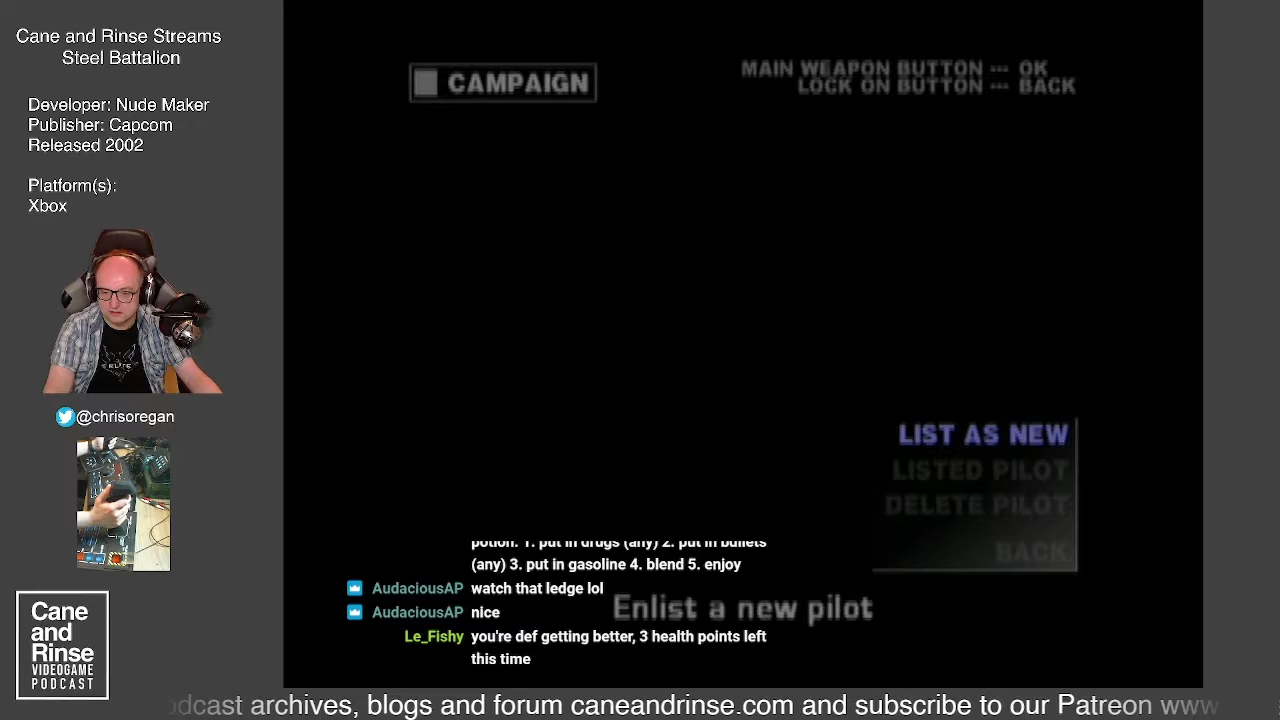 Cane and Rinse Streams
Steel Battalion
Developer: Nude Maker
Publisher: Capcom
Released 2002
Platform(s):
Xbox
ELITE
@chrisoregan
Cane
and
Rinse
VIDEOGAME
PODCAST
CAMPAIGN
MAIN WEAPON BUTTON --- OK
LOCK ON BUTTON --- BACK
LIST AS NEW
LISTED PILOT
DELETE PILOT
BACK
potion. 1. put in drugs (any) 2. put in bullets
(any) 3. put in gasoline 4. blend 5. enjoy
AudaciousAP watch that ledge lol
AudaciousAP nice
Enlist a new pilot
Le_Fishy you're def getting better, 3 health points left
this time
odcast archives, blogs and forum caneandrinse.com and subscribe to our Patreon www